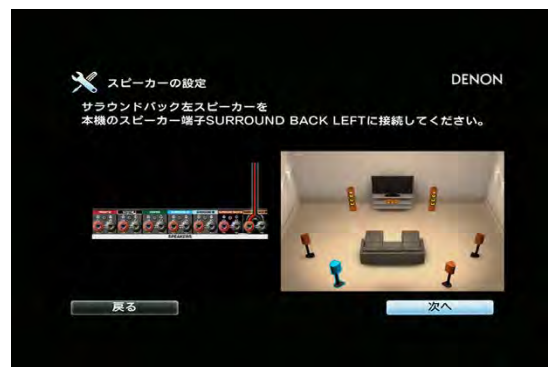 スピーカーの設定
DENON
サラウンドバック左スピーカーを
本機のスピーカー端子SURROUND BACK LEFTに接続してください。
SPEAKERS
戻る
次へ